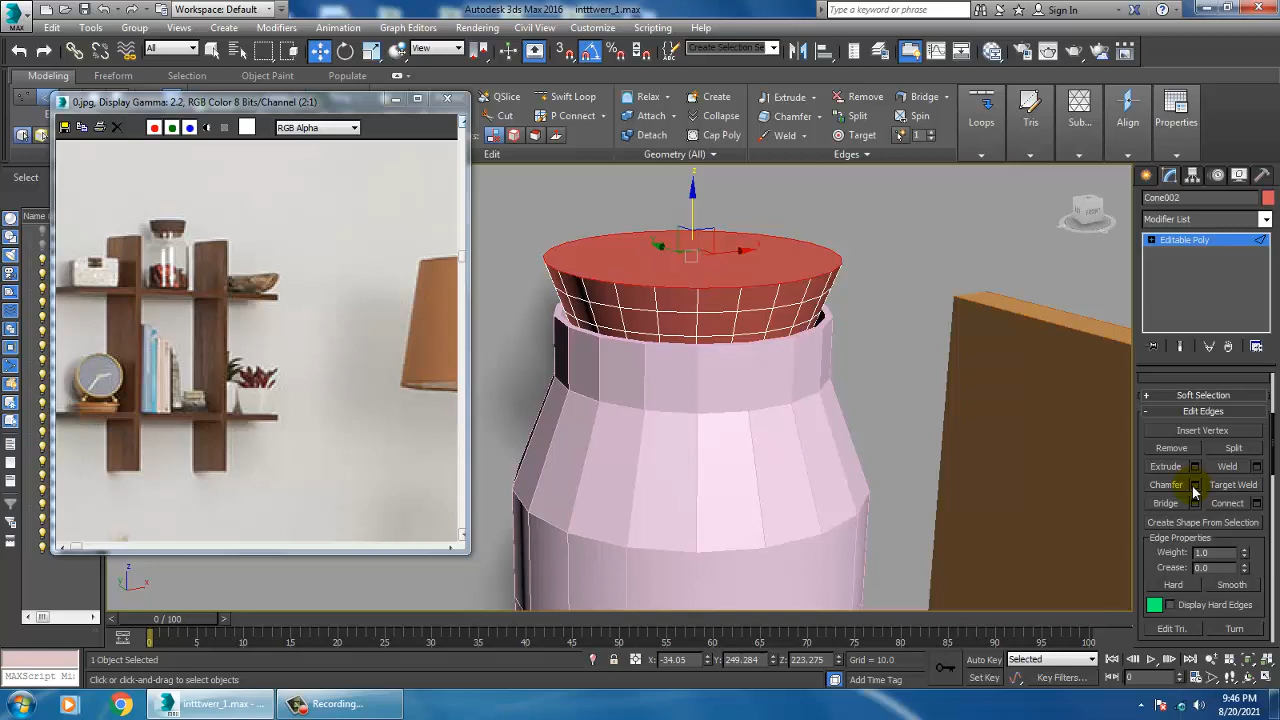 MAX
Workspace: Default
Autodesk 3ds Max 2016 intttwerr_1.max
Type a keyword or phrase
Sign In
Edit Tools Group Views Create Modifiers Animation Graph Editors Rendering Civil View Customize Scripting Help
All
View
Create Selection Se
Modeling Freeform Selection Object Paint Populate
0.jpg, Display Gamma: 2.2, RGB Color 8 Bits/Channel (2:1)
RGB Alpha
QSlice Swift Loop Relax Create Extrude Remove Bridge
Cut P Connect Attach Collapse Chamfer Split Spin
Detach Cap Poly Weld Target 1
Loops Tris Sub... Align Properties
Edit Geometry (All) Edges
Select
Name
Cone002
Modifier List
Editable Poly
FRONT
z
x
z
y
x
Soft Selection
Edit Edges
Insert Vertex
Remove Split
Extrude Weld
Chamfer Target Weld
Bridge Connect
Create Shape From Selection
Edge Properties
Weight: 1.0
Crease: 0.0
Hard Smooth
Display Hard Edges
Edit Tri. Turn
0 / 100
0 5 10 15 20 25 30 35 40 45 50 55 60 65 70 75 80 85 90 95 100
1 Object Selected
X: -34.05 Y: 249.284 Z: 223.275 Grid = 10.0
Auto Key Selected
MAXScript Mi
Click or click-and-drag to select objects
Add Time Tag
Set Key Key Filters...
0
intttwerr_1.max - ...
Recording...
9:46 PM
8/20/2021